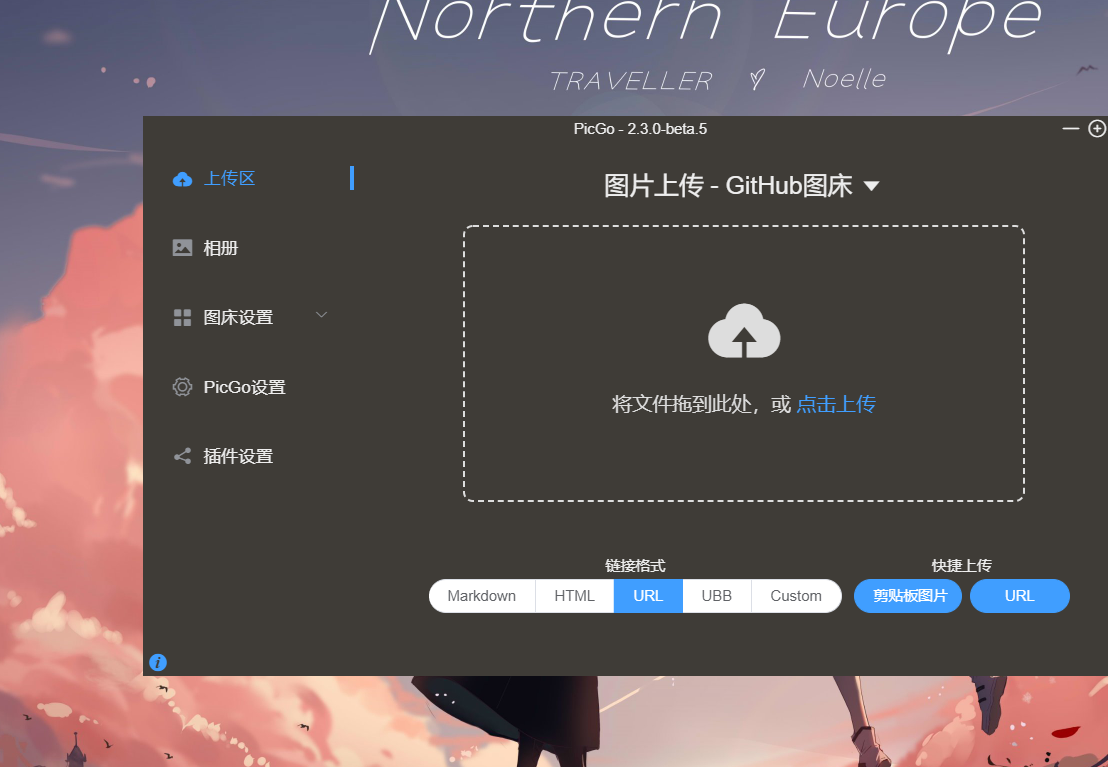 Northern Europe
TRAVELLER Noelle
PicGo - 2.3.0-beta.5
上传区
图片上传 - GitHub图床
相册
图床设置
PicGo设置
插件设置
将文件拖到此处，或 点击上传
链接格式
快捷上传
Markdown HTML URL UBB Custom
剪贴板图片 URL